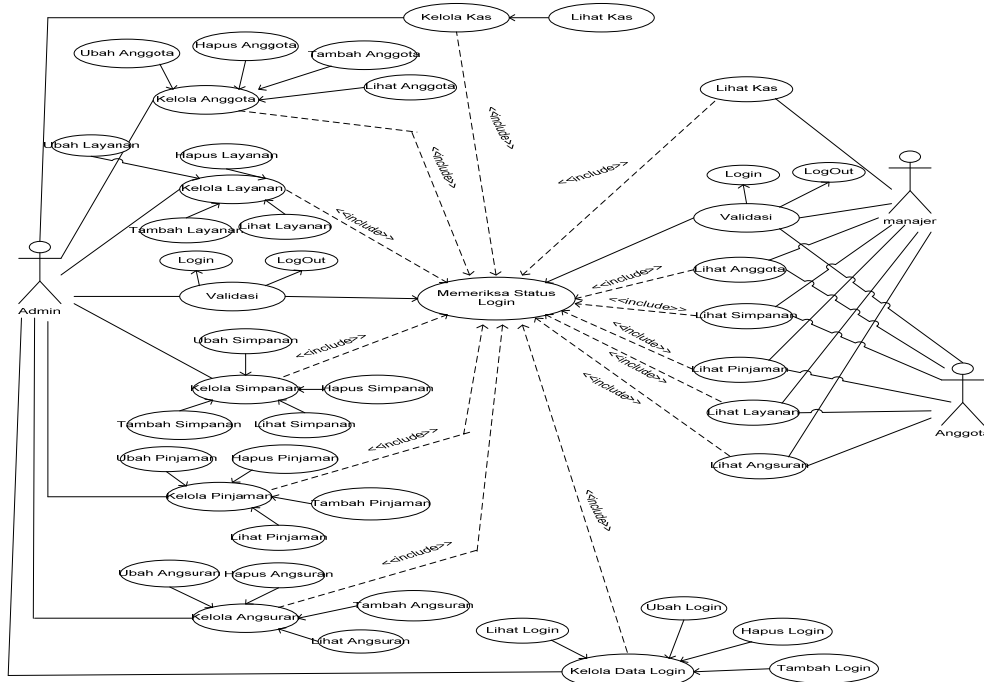 Kelola Kas
Lihat Kas
Ubah Anggota
Hapus Anggota
Tambah Anggota
Lihat Anggota
Kelola Anggota
<<include>>
<<include>>
Lihat Kas
Ubah Layanan
Hapus Layanan
Kelola Layanan
Tambah Layanan
Lihat Layanan
<<include>>
<<include>>
Login
LogOut
Validasi
manajer
Login
LogOut
Validasi
Admin
Memeriksa Status
Login
Lihat Anggota
<<include>>
Lihat Simpanan
<<include>>
Ubah Simpanan
<<include>>
<<include>>
Kelola Simpanan
Hapus Simpanan
Tambah Simpanan
Lihat Simpanan
Lihat Pinjaman
<<include>>
Lihat Layanan
<<include>>
Anggota
Lihat Angsuran
Ubah Pinjaman
Hapus Pinjaman
<<include>>
Kelola Pinjaman
Tambah Pinjaman
Lihat Pinjaman
<<include>>
<<include>>
Ubah Angsuran
Hapus Angsuran
Kelola Angsuran
Tambah Angsuran
Lihat Angsuran
Lihat Login
Ubah Login
Hapus Login
Kelola Data Login
Tambah Login